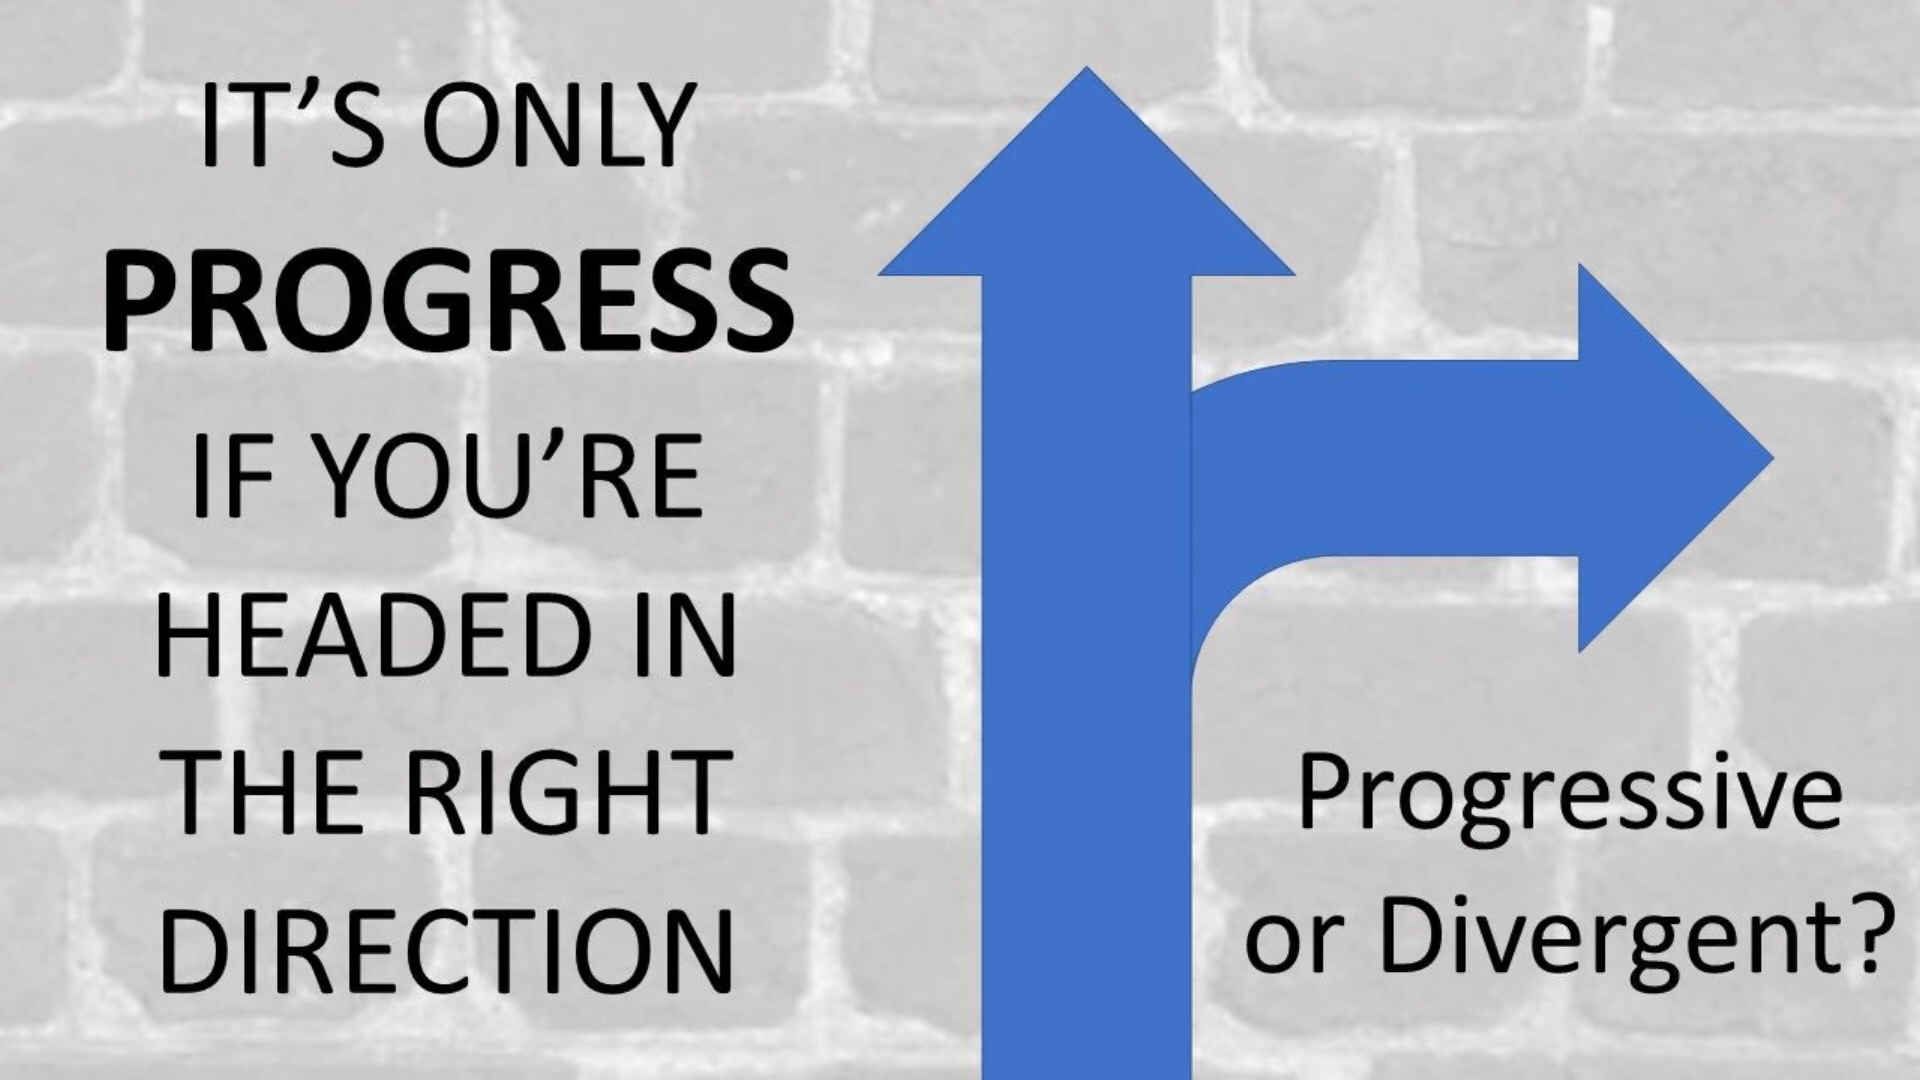 IT’S ONLY
PROGRESS
IF YOU’RE
HEADED IN
THE RIGHT
DIRECTION
Progressive
or Divergent?